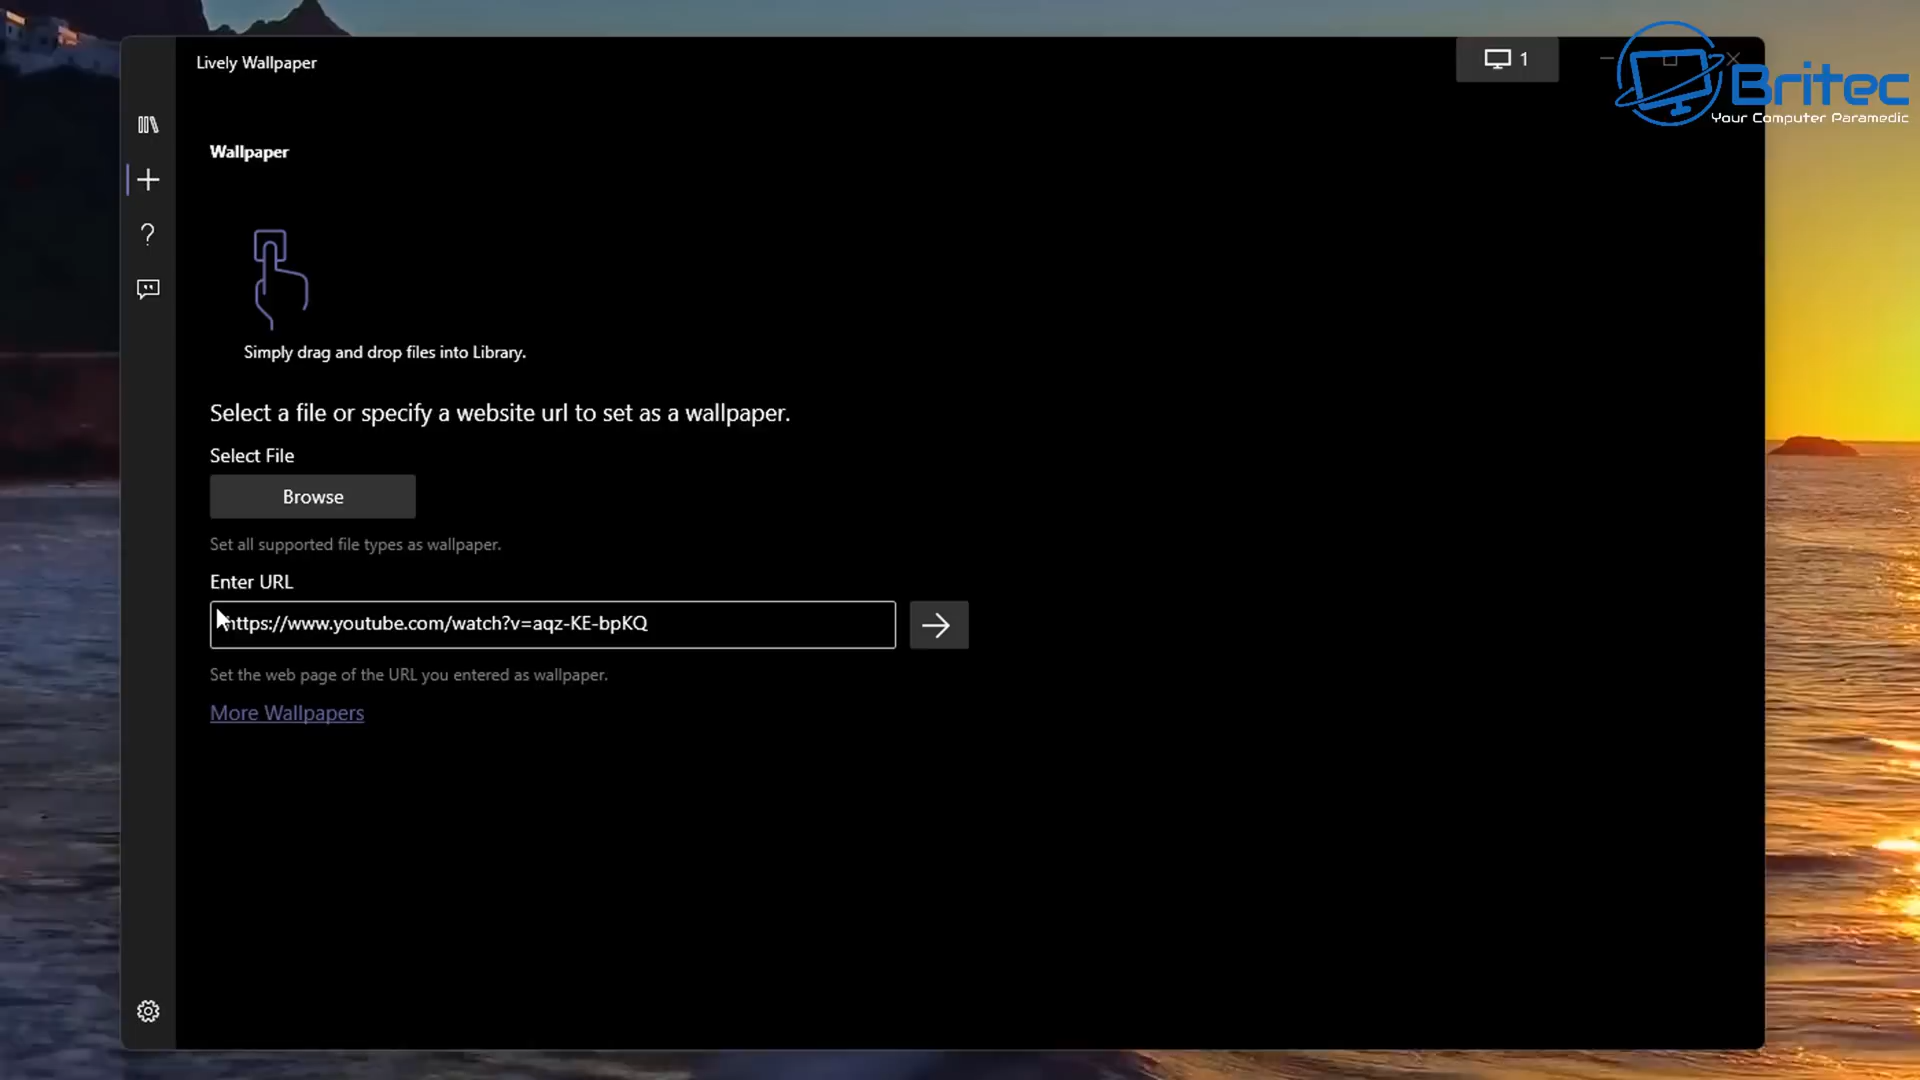 Lively Wallpaper
1
Britec
Your Computer Paramedic
Wallpaper
Simply drag and drop files into Library.
Select a file or specify a website url to set as a wallpaper.
Select File
Browse
Set all supported file types as wallpaper.
Enter URL
https://www.youtube.com/watch?v=aqz-KE-bpKQ
Set the web page of the URL you entered as wallpaper.
More Wallpapers